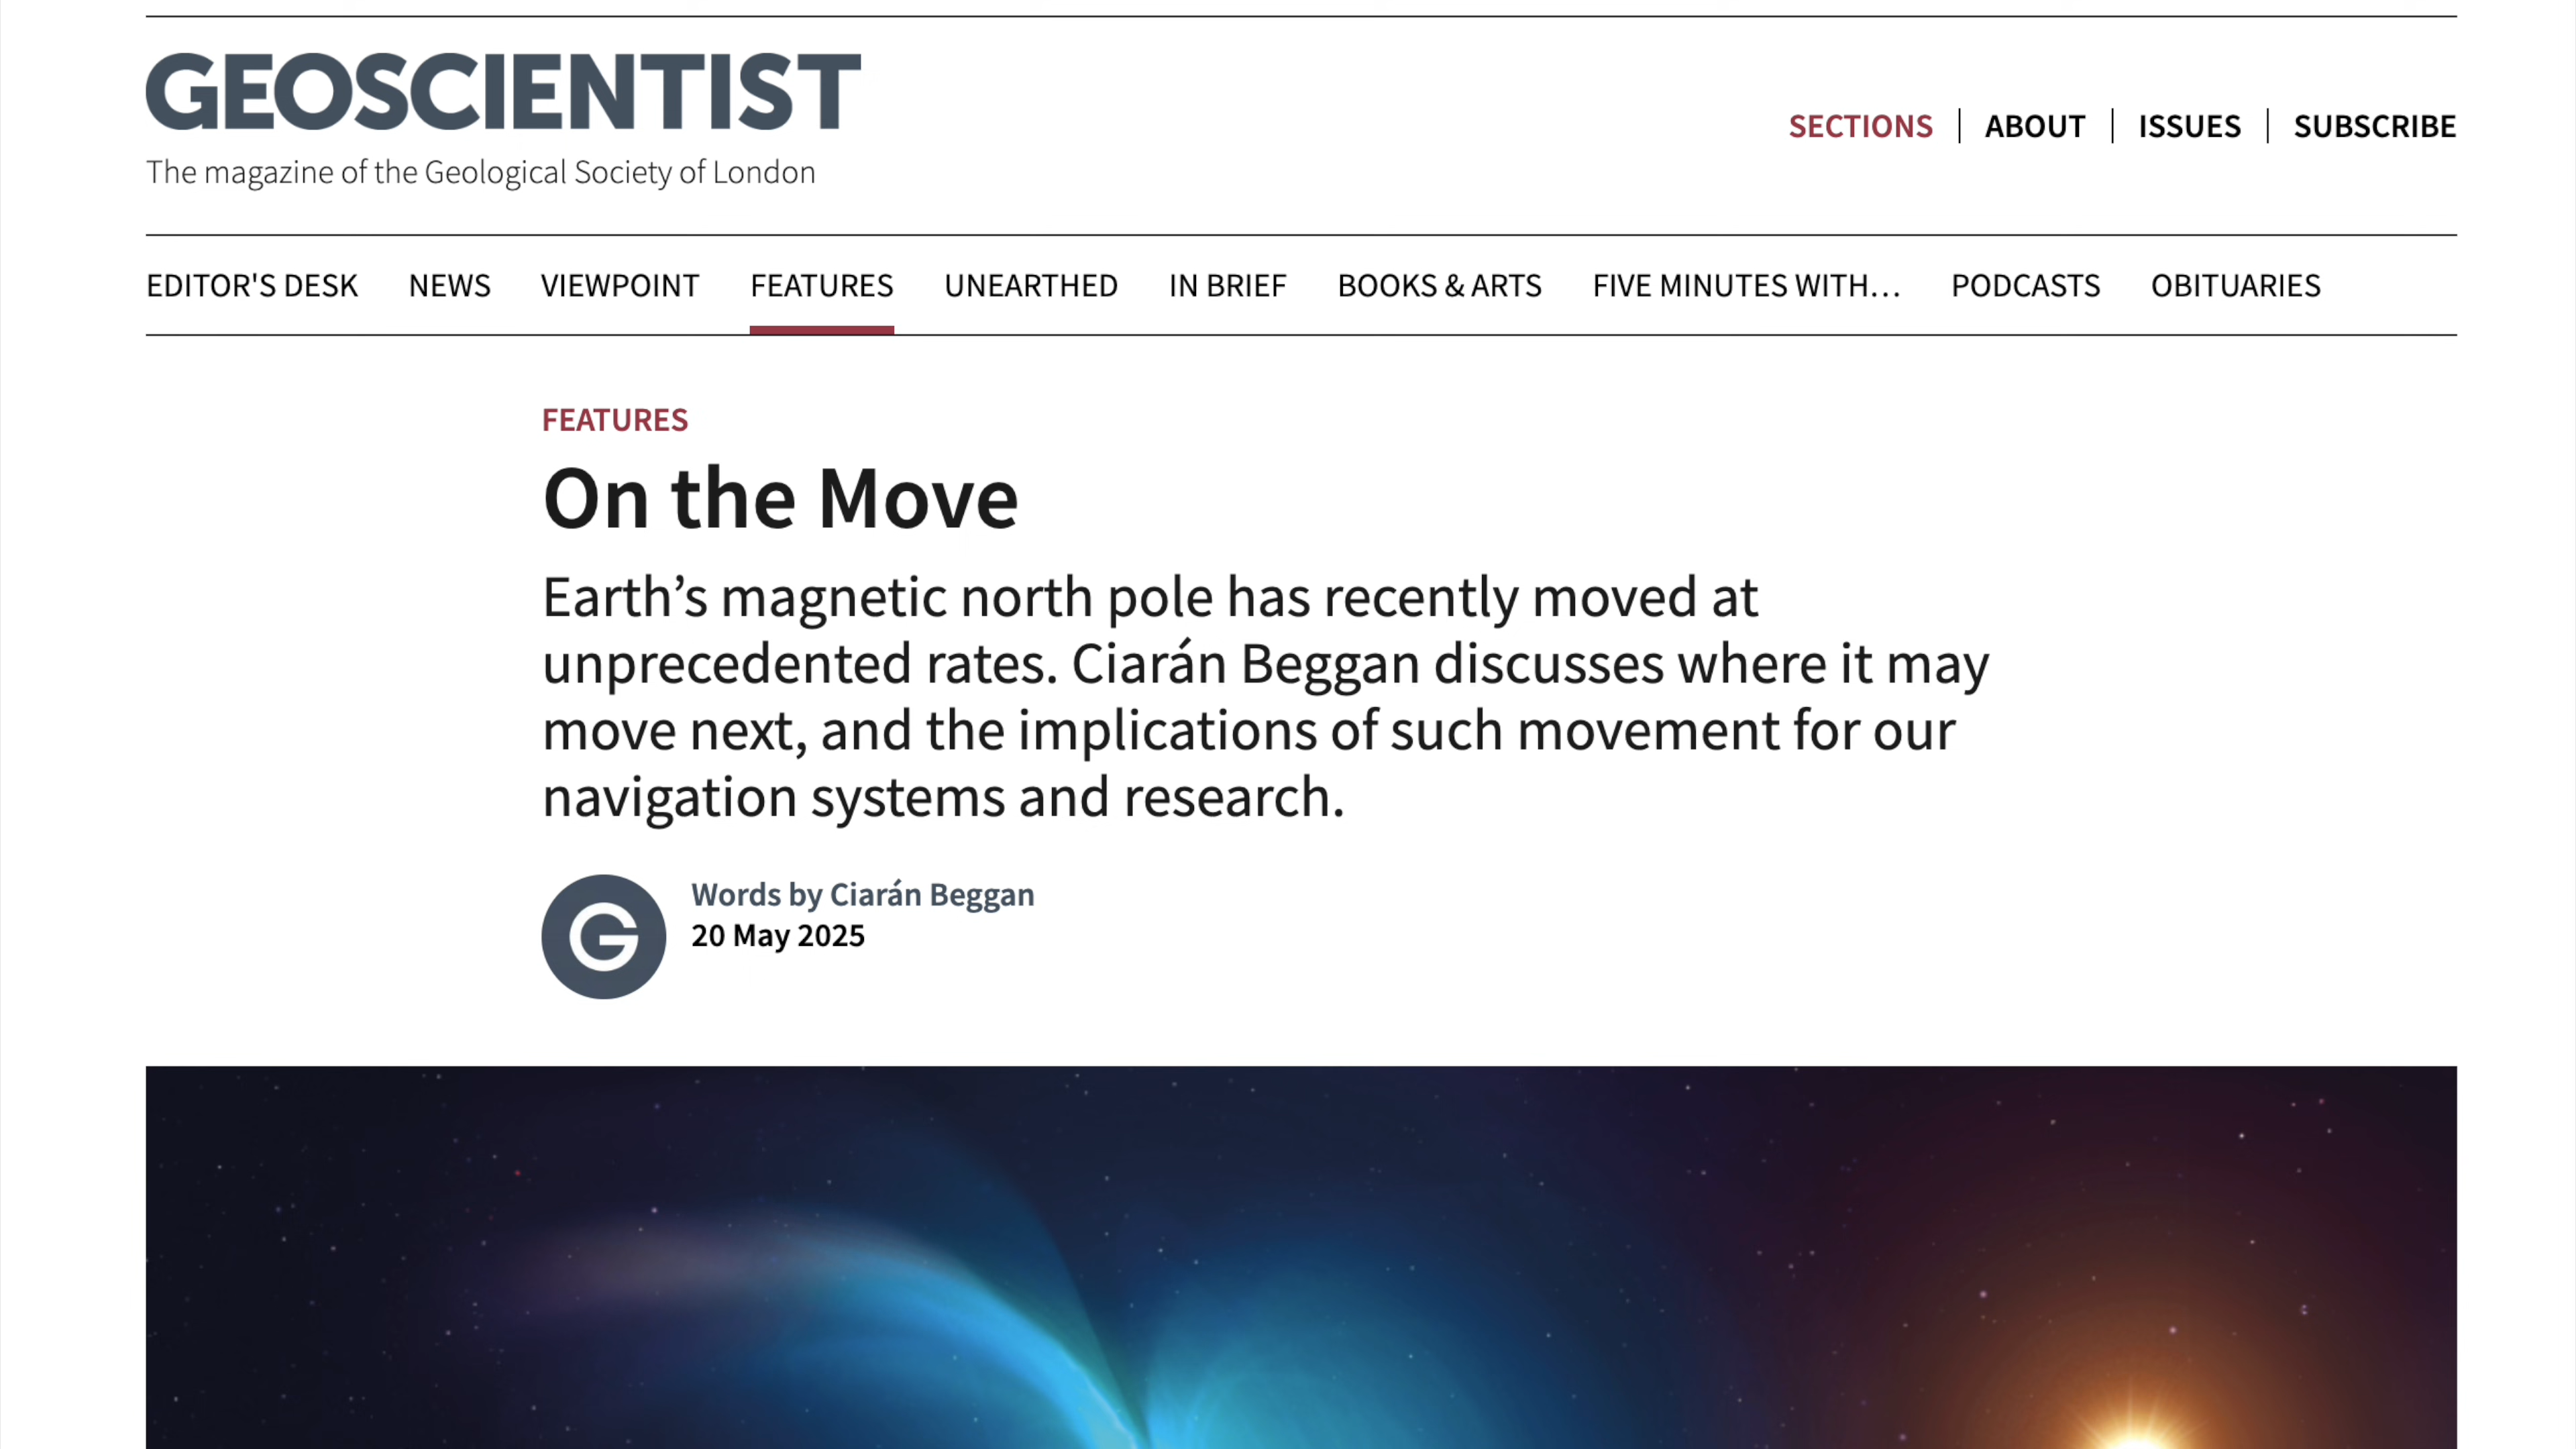 GEOSCIENTIST
The magazine of the Geological Society of London
SECTIONS | ABOUT | ISSUES | SUBSCRIBE
EDITOR'S DESK NEWS VIEWPOINT FEATURES UNEARTHED IN BRIEF BOOKS & ARTS FIVE MINUTES WITH… PODCASTS OBITUARIES
FEATURES
On the Move
Earth’s magnetic north pole has recently moved at
unprecedented rates. Ciarán Beggan discusses where it may
move next, and the implications of such movement for our
navigation systems and research.
G
Words by Ciarán Beggan
20 May 2025